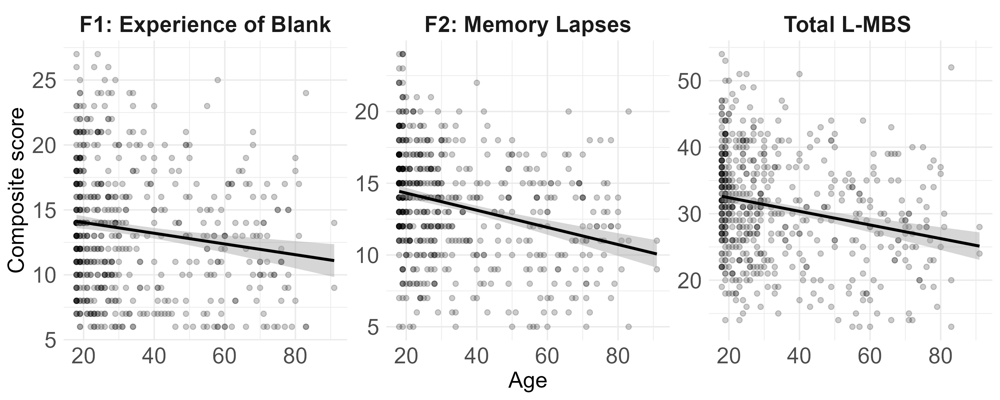 F1: Experience of Blank
F2: Memory Lapses
Total L-MBS
Composite score
25
20
15
10
5
20
15
10
5
50
40
30
20
20 40 60 80
20 40 60 80
20 40 60 80
Age